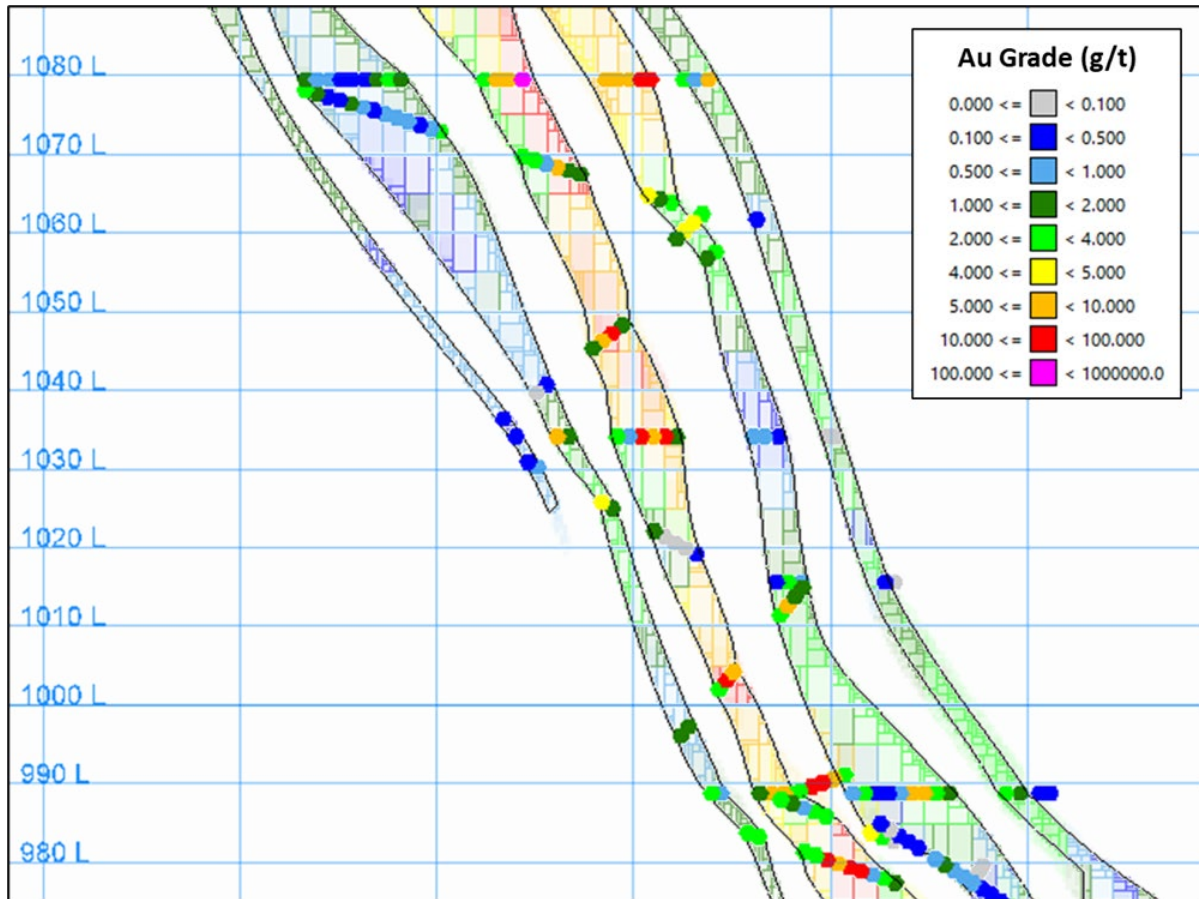 Au Grade (g/t)
0.000 <= < 0.100
0.100 <= < 0.500
0.500 <= < 1.000
1.000 <= < 2.000
2.000 <= < 4.000
4.000 <= < 5.000
5.000 <= < 10.000
10.000 <= < 100.000
100.000 <= < 1000000.0
1080 L
1070 L
1060 L
1050 L
1040 L
1030 L
1020 L
1010 L
1000 L
990 L
980 L